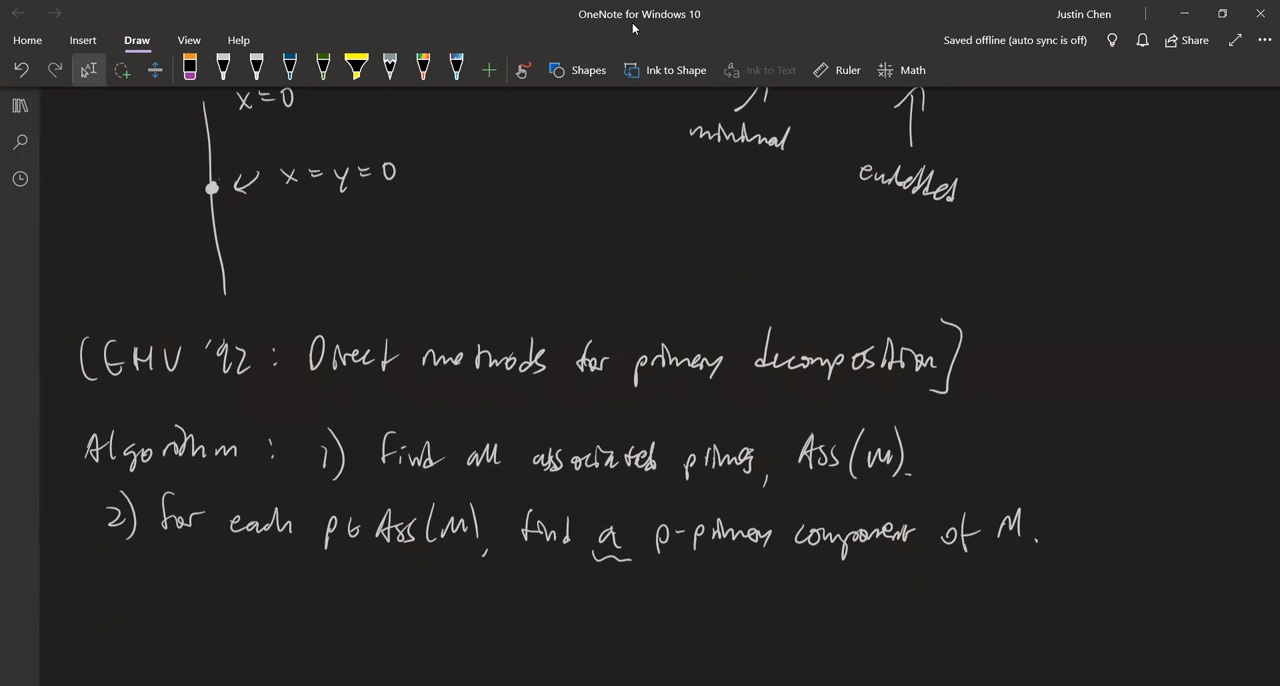 OneNote for Windows 10
Justin Chen
Home Insert Draw View Help
Saved offline (auto sync is off)
Share
Shapes
Ink to Shape
Ink to Text
Ruler
Math
x=0
minimal
x = y = 0
embedded
[EHV '92 : Direct methods for primary decomposition]
Algorithm : 1) Find all associated primes, Ass(M).
2) For each p ∈ Ass(M), find a p-primary component of M.